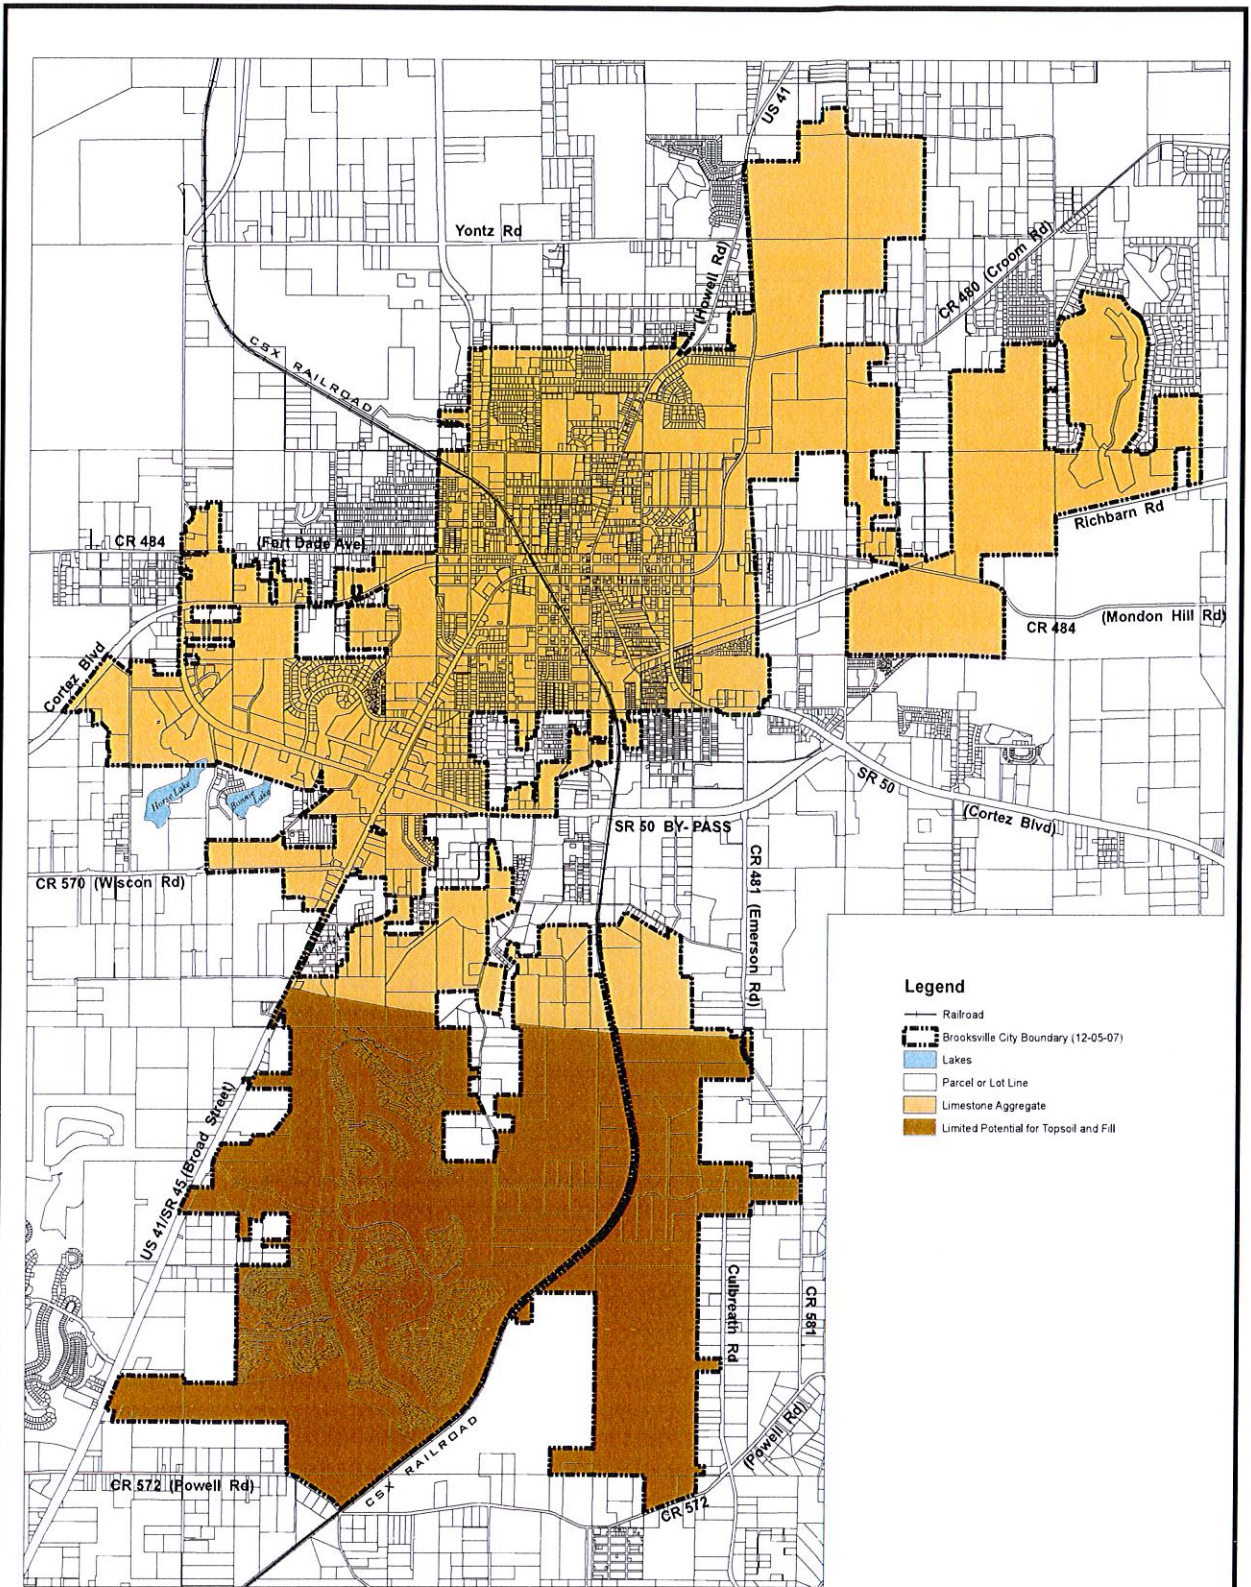 US 41
Yontz Rd
(Howell Rd)
CR 480 (Croom Rd)
CSX RAILROAD
CR 484
(Fort Dade Ave)
Richbarn Rd
CR 484
(Mondon Hill Rd)
Cortez Blvd
Horse Lake
Bonnie Lake
SR 50
(Cortez Blvd)
SR 50 BY-PASS
CR 570 (Wiscon Rd)
CR 481 (Emerson Rd)
Legend
Railroad
Brooksville City Boundary (12-05-07)
Lakes
Parcel or Lot Line
Limestone Aggregate
Limited Potential for Topsoil and Fill
US 41/SR 45 (Broad Street)
Culbreath Rd
CR 581
(Powell Rd)
CSX RAILROAD
CR 572 (Powell Rd)
CR 572